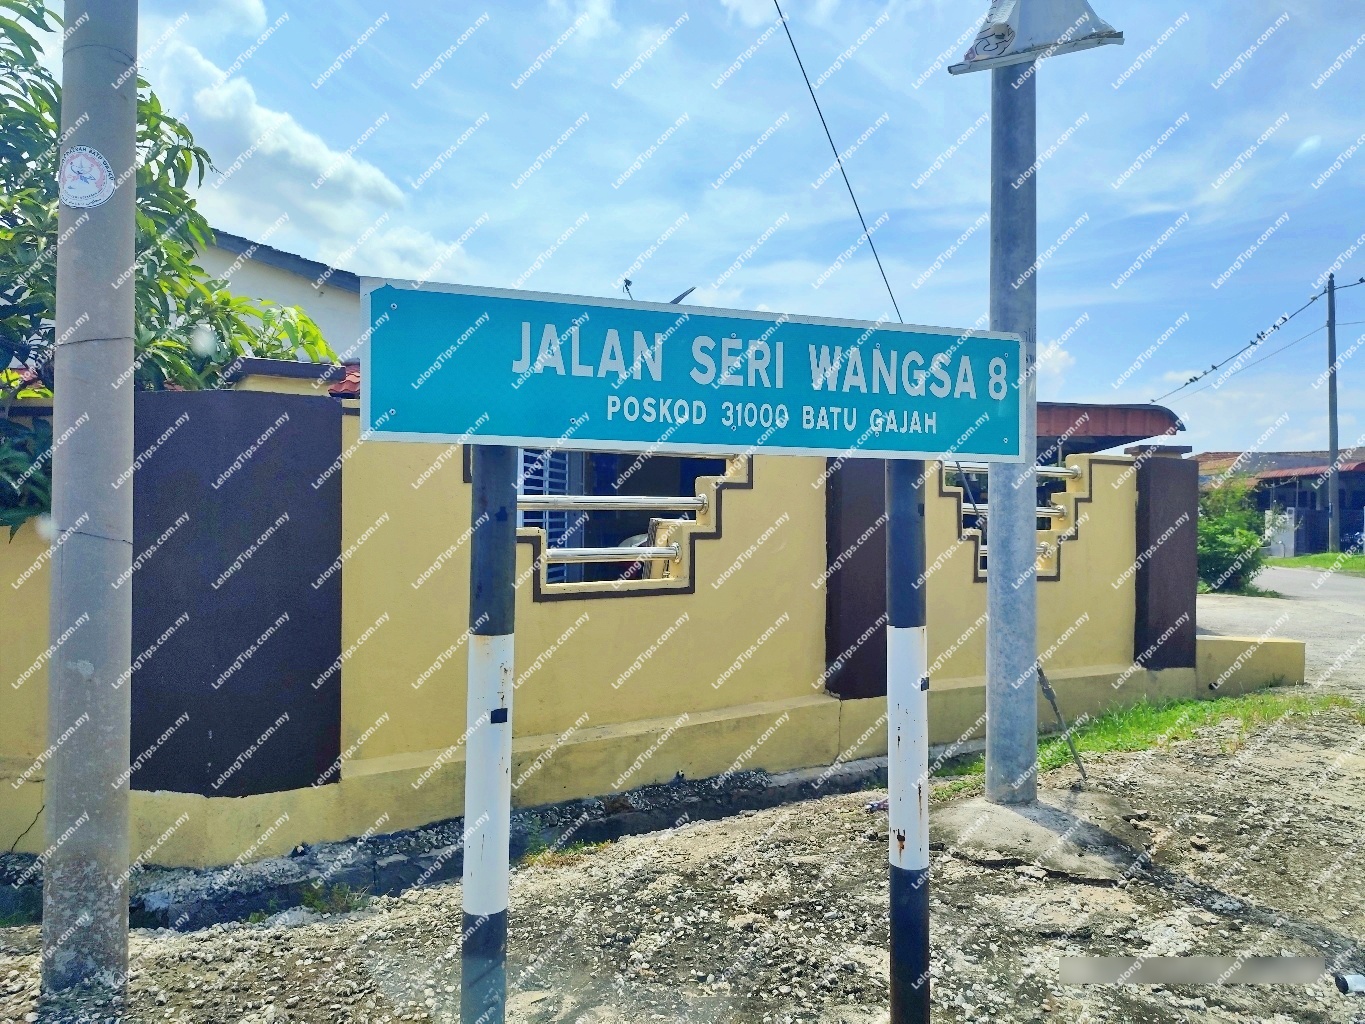 JALAN SERI WANGSA 8
POSKOD 31000 BATU GAJAH
LelongTips.com.my